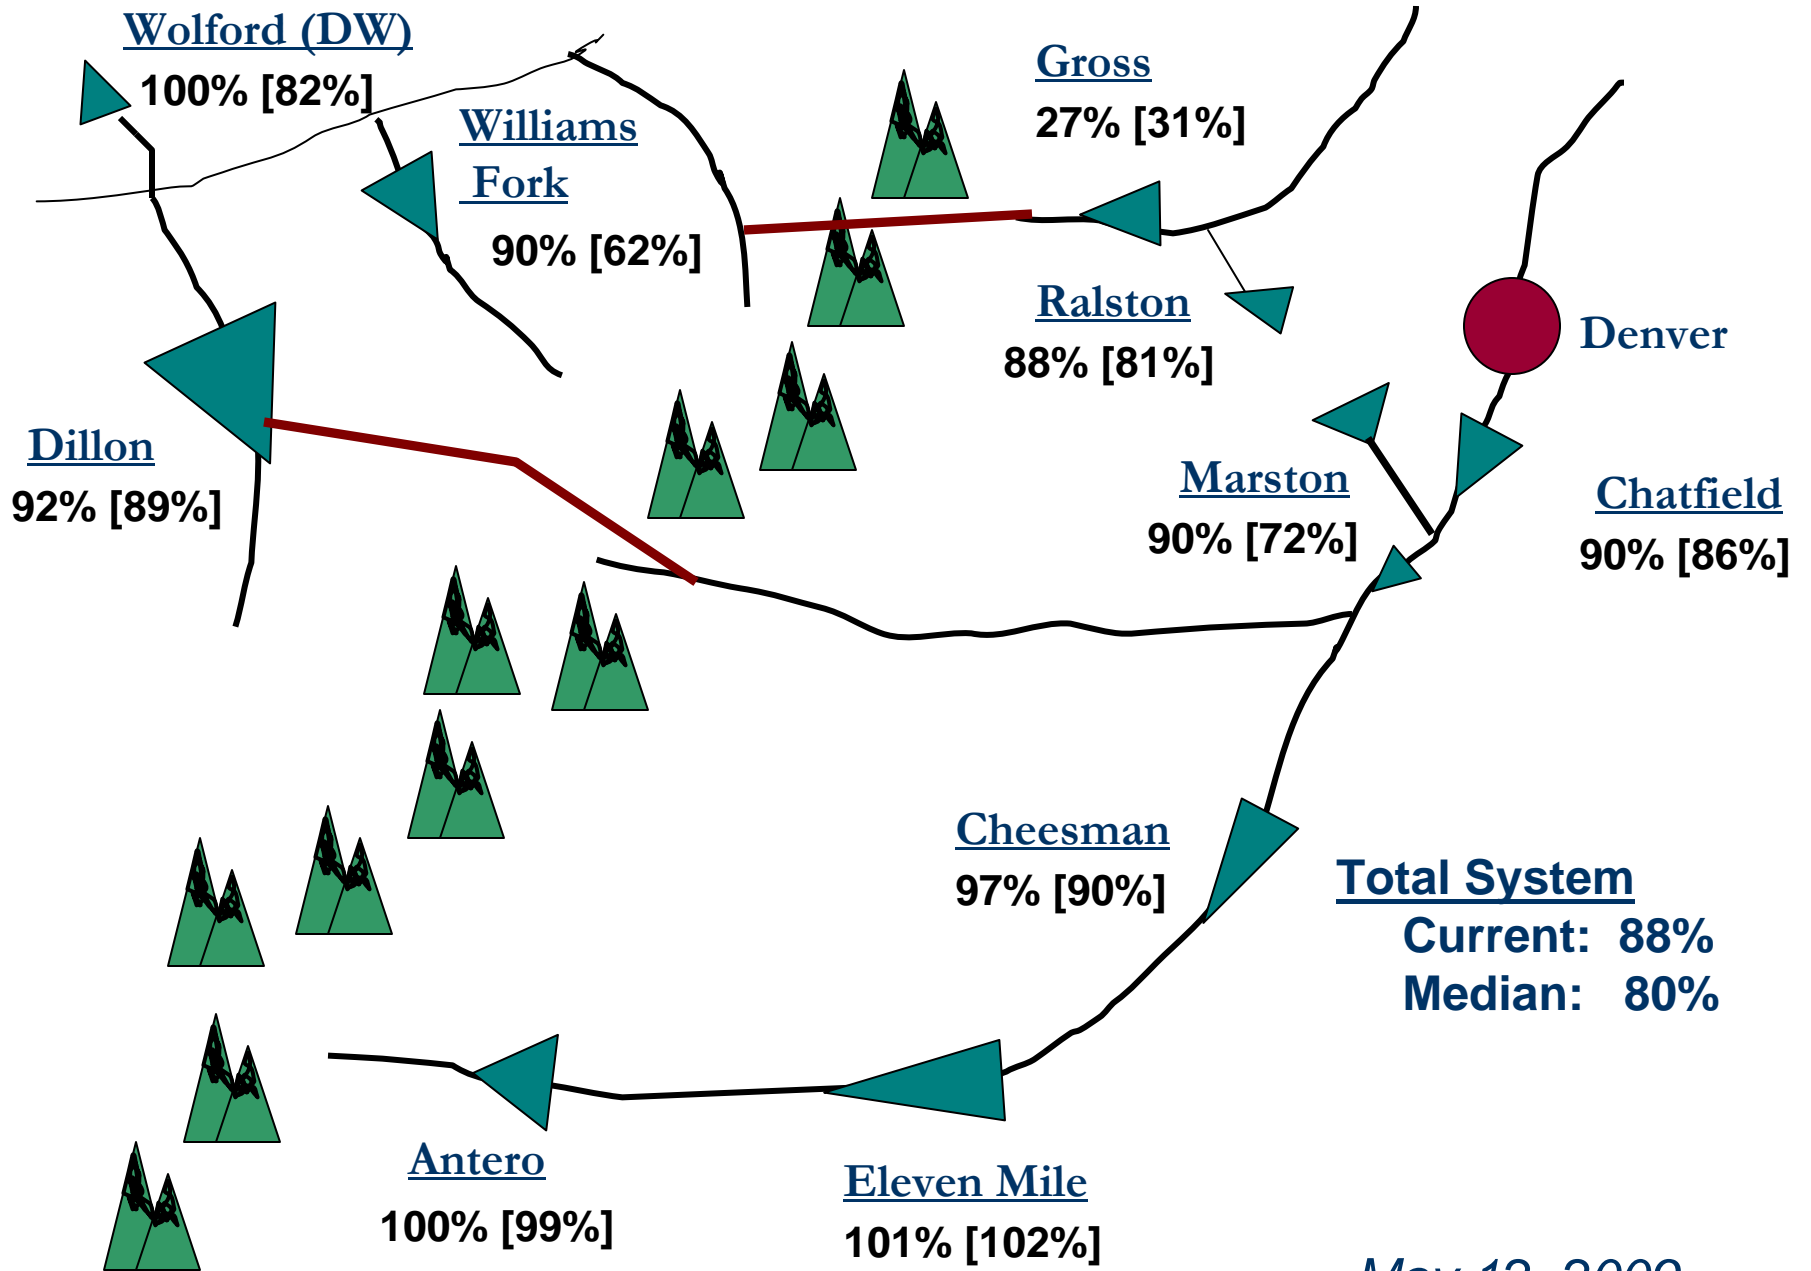 Wolford (DW)
100% [82%]
Williams
Fork
90% [62%]
Gross
27% [31%]
Ralston
88% [81%]
Denver
Dillon
92% [89%]
Marston
90% [72%]
Chatfield
90% [86%]
Cheesman
97% [90%]
Total System
Current: 88%
Median: 80%
Antero
100% [99%]
Eleven Mile
101% [102%]
May